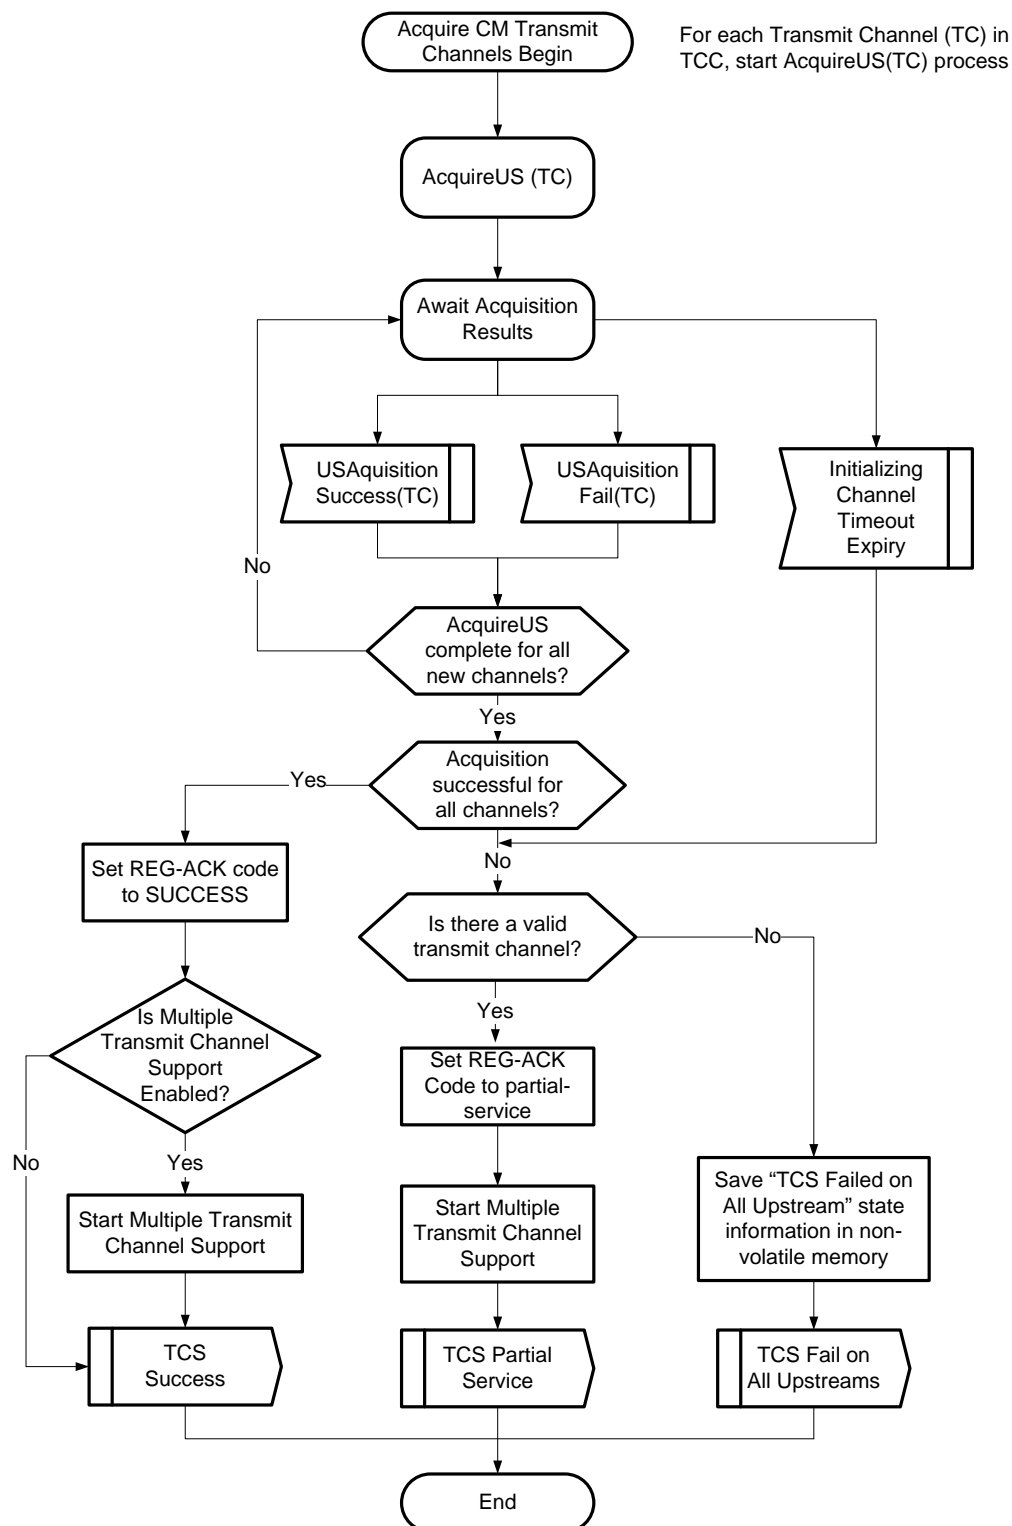 Acquire CM Transmit
Channels Begin
For each Transmit Channel (TC) in
TCC, start AcquireUS(TC) process
AcquireUS (TC)
Await Acquisition
Results
USAquisition
Success(TC)
USAquisition
Fail(TC)
Initializing
Channel
Timeout
Expiry
No
AcquireUS
complete for all
new channels?
Yes
Acquisition
successful for
all channels?
Yes
No
Set REG-ACK code
to SUCCESS
Is there a valid
transmit channel?
No
Yes
Is Multiple
Transmit Channel
Support
Enabled?
Set REG-ACK
Code to partial-
service
No
Yes
Start Multiple Transmit
Channel Support
Start Multiple
Transmit Channel
Support
Save “TCS Failed on
All Upstream” state
information in non-
volatile memory
TCS
Success
TCS Partial
Service
TCS Fail on
All Upstreams
End